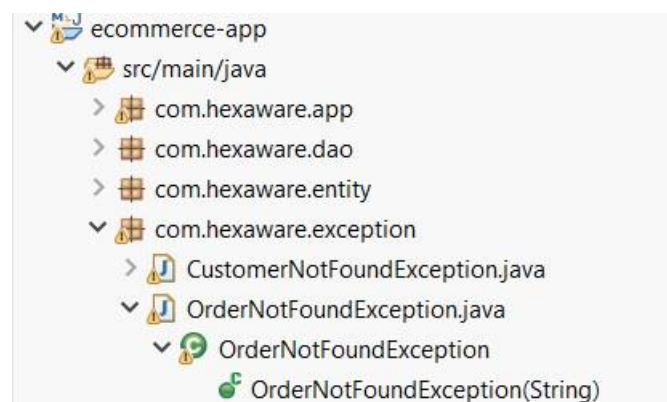 ecommerce-app
src/main/java
com.hexaware.app
com.hexaware.dao
com.hexaware.entity
com.hexaware.exception
CustomerNotFoundException.java
OrderNotFoundException.java
OrderNotFoundException
OrderNotFoundException(String)